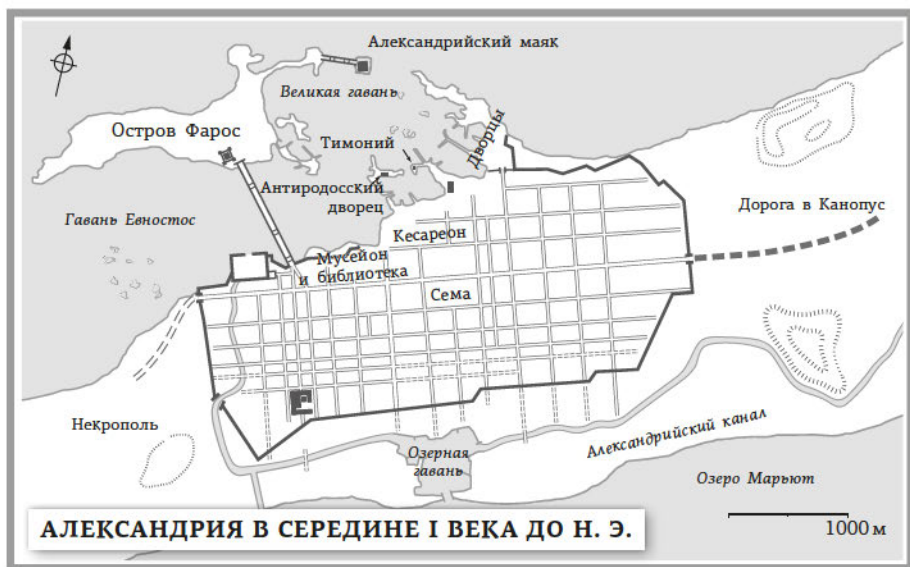 Александрийский маяк
Великая гавань
Остров Фарос
Тимоний
Дворцы
Антиродосский
дворец
Дорога в Канопус
Гавань Евностос
Кесареон
Мусейон
и библиотека
Сема
Некрополь
Александрийский канал
Озерная
гавань
Озеро Марьют
АЛЕКСАНДРИЯ В СЕРЕДИНЕ I ВЕКА ДО Н. Э.
1000 м